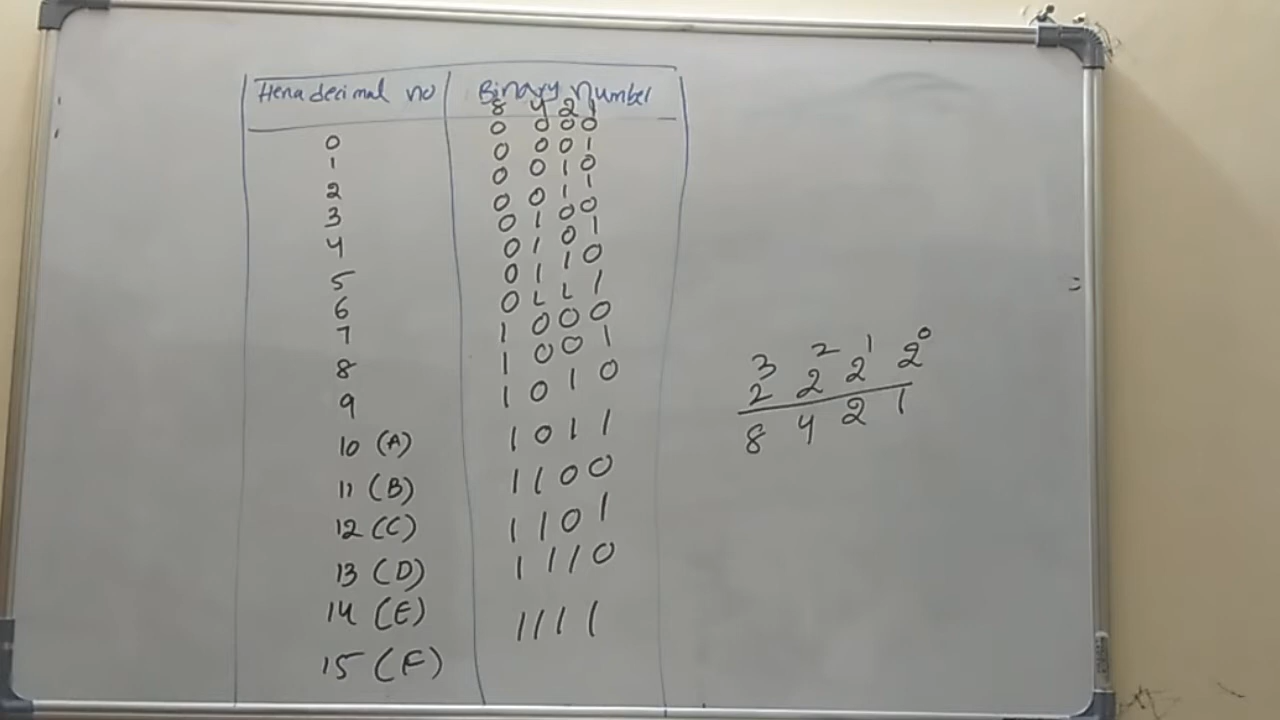 Hexa decimal no Binary number
8 4 2 1
0 0 0 0 0
1 0 0 0 1
2 0 0 1 0
3 0 0 1 1
4 0 1 0 0
5 0 1 0 1
6 0 1 1 0
7 0 1 1 1
8 1 0 0 0
9 1 0 0 1
10 (A) 1 0 1 0
11 (B) 1 0 1 1
12 (C) 1 1 0 0
13 (D) 1 1 0 1
14 (E) 1 1 1 0
15 (F) 1 1 1 1
2³ 2² 2¹ 2⁰
8 4 2 1